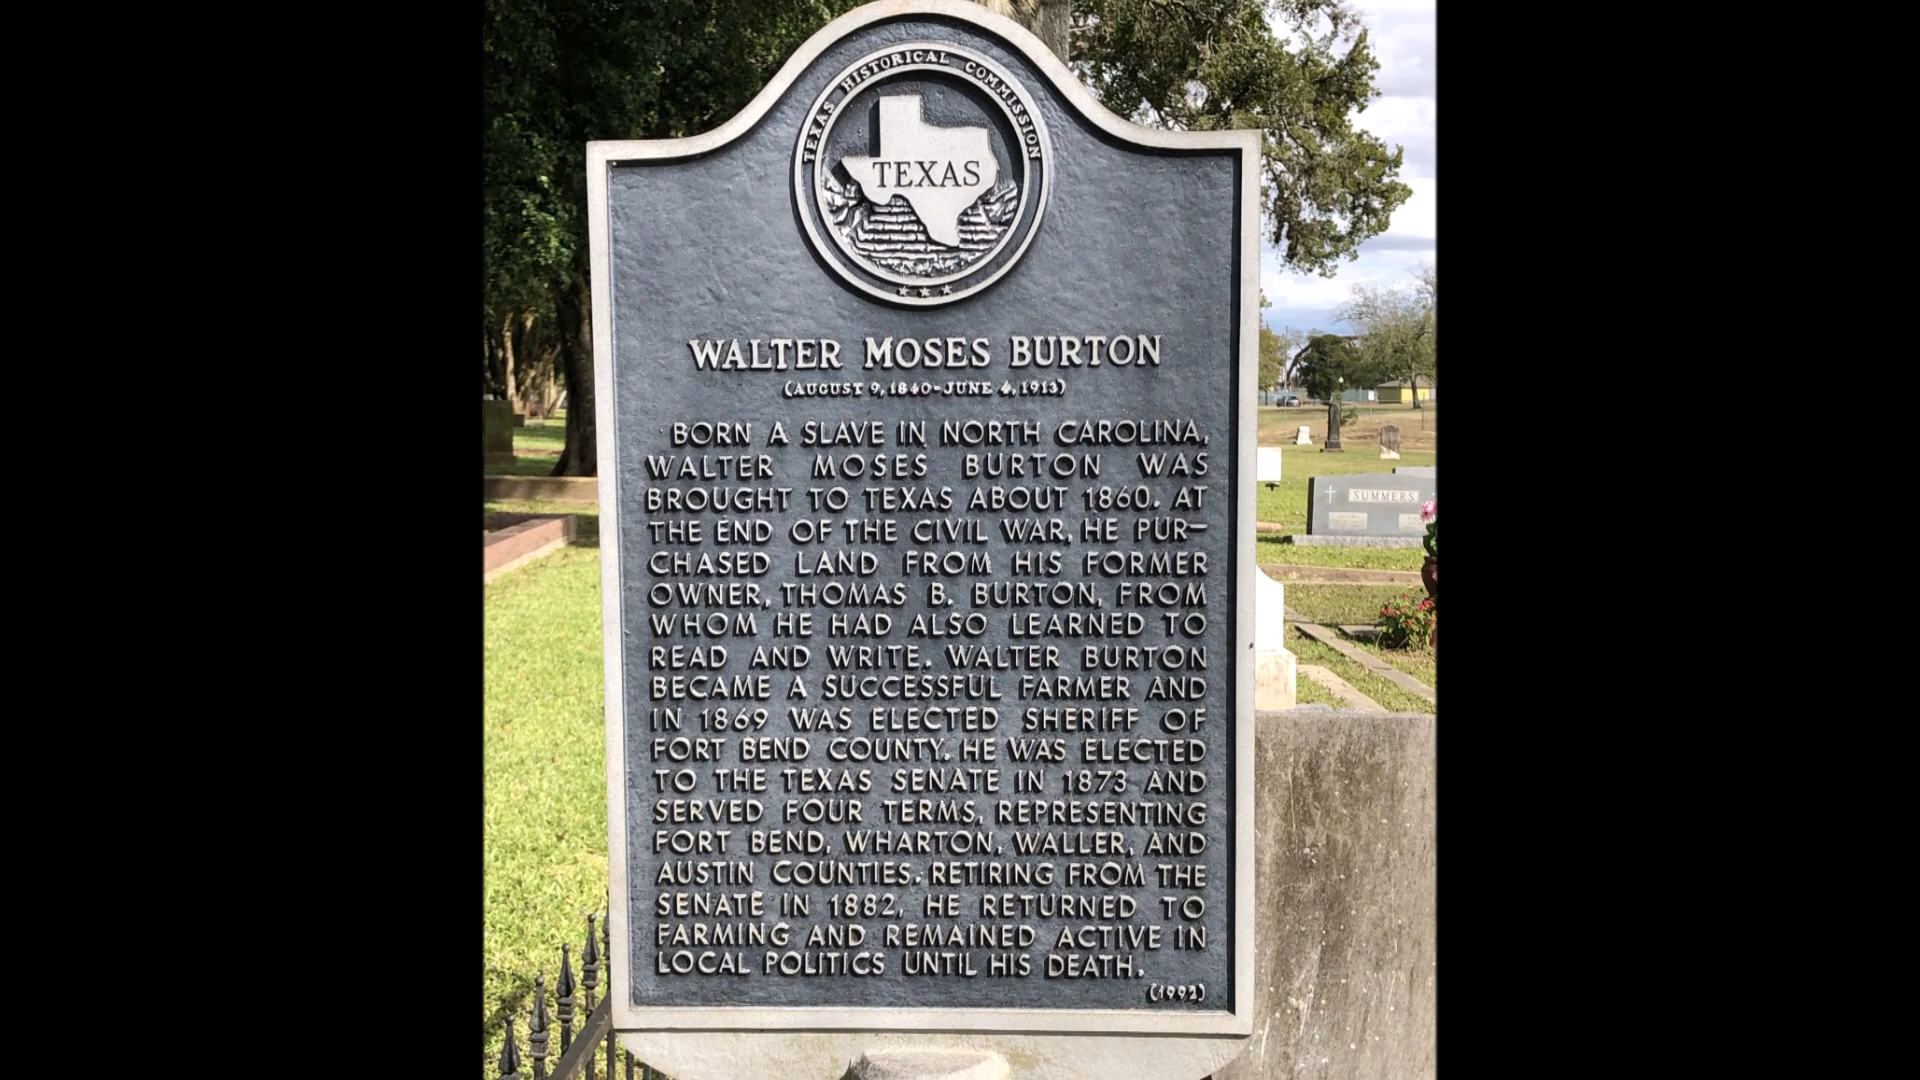 TEXAS HISTORICAL COMMISSION
TEXAS
WALTER MOSES BURTON
(AUGUST 9, 1840-JUNE 4, 1913)
BORN A SLAVE IN NORTH CAROLINA,
WALTER MOSES BURTON WAS
BROUGHT TO TEXAS ABOUT 1860. AT
THE END OF THE CIVIL WAR, HE PUR-
CHASED LAND FROM HIS FORMER
OWNER, THOMAS B. BURTON, FROM
WHOM HE HAD ALSO LEARNED TO
READ AND WRITE. WALTER BURTON
BECAME A SUCCESSFUL FARMER AND
IN 1869 WAS ELECTED SHERIFF OF
FORT BEND COUNTY. HE WAS ELECTED
TO THE TEXAS SENATE IN 1873 AND
SERVED FOUR TERMS, REPRESENTING
FORT BEND, WHARTON, WALLER, AND
AUSTIN COUNTIES. RETIRING FROM THE
SENATE IN 1882, HE RETURNED TO
FARMING AND REMAINED ACTIVE IN
LOCAL POLITICS UNTIL HIS DEATH.
(1992)
SUMMERS